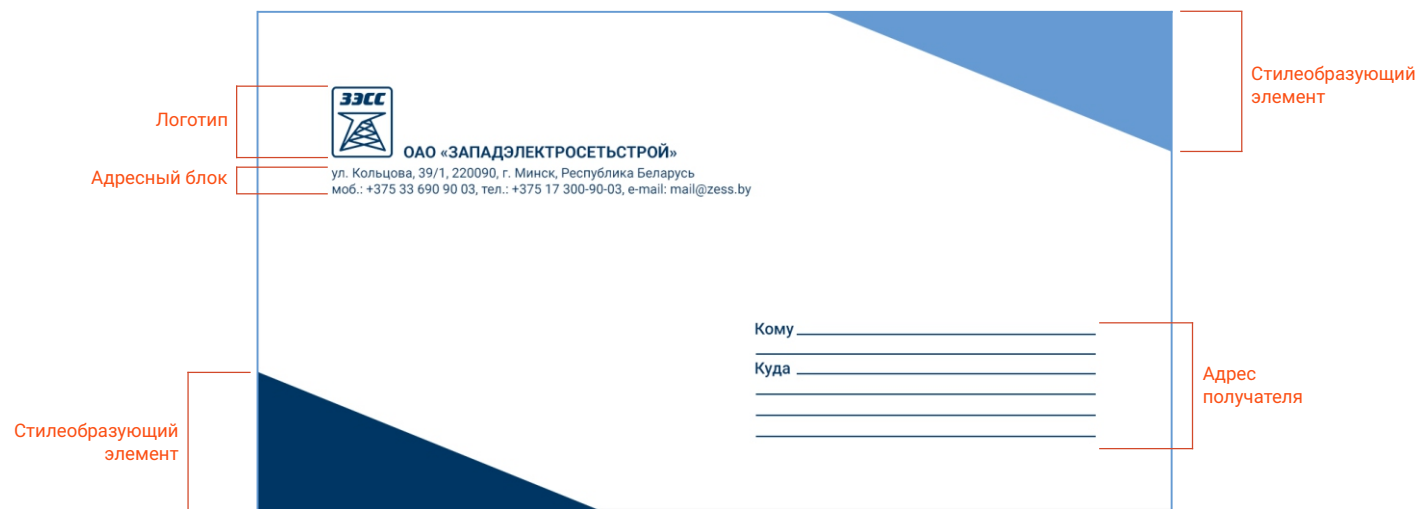 Стилеобразующий
элемент
Логотип
ЗЭСС
ОАО «ЗАПАДЭЛЕКТРОСЕТЬСТРОЙ»
Адресный блок
ул. Кольцова, 39/1, 220090, г. Минск, Республика Беларусь
моб.: +375 33 690 90 03, тел.: +375 17 300-90-03, e-mail: mail@zess.by
Кому
Куда
Адрес
получателя
Стилеобразующий
элемент